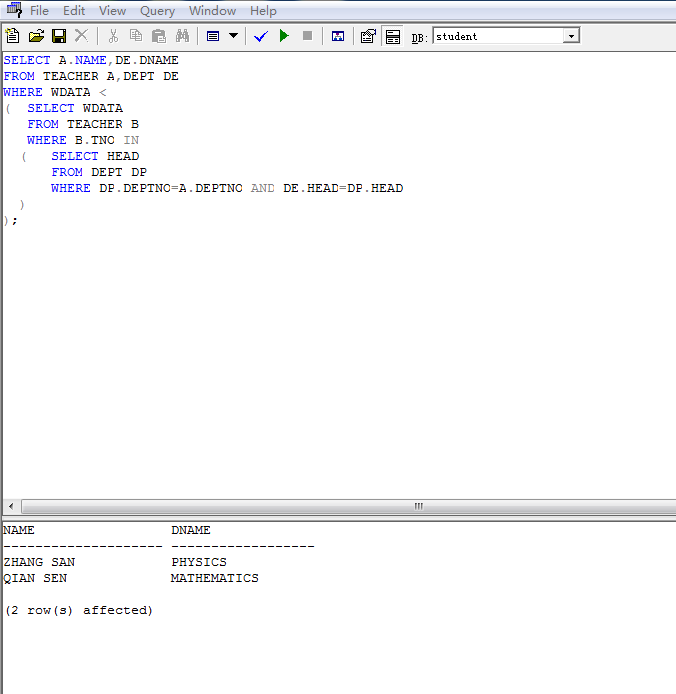 File Edit View Query Window Help
DB: student
SELECT A.NAME,DE.DNAME
FROM TEACHER A,DEPT DE
WHERE WDATA <
( SELECT WDATA
FROM TEACHER B
WHERE B.TNO IN
( SELECT HEAD
FROM DEPT DP
WHERE DP.DEPTNO=A.DEPTNO AND DE.HEAD=DP.HEAD
)
);
NAME DNAME
-------------------- ------------------
ZHANG SAN PHYSICS
QIAN SEN MATHEMATICS
(2 row(s) affected)